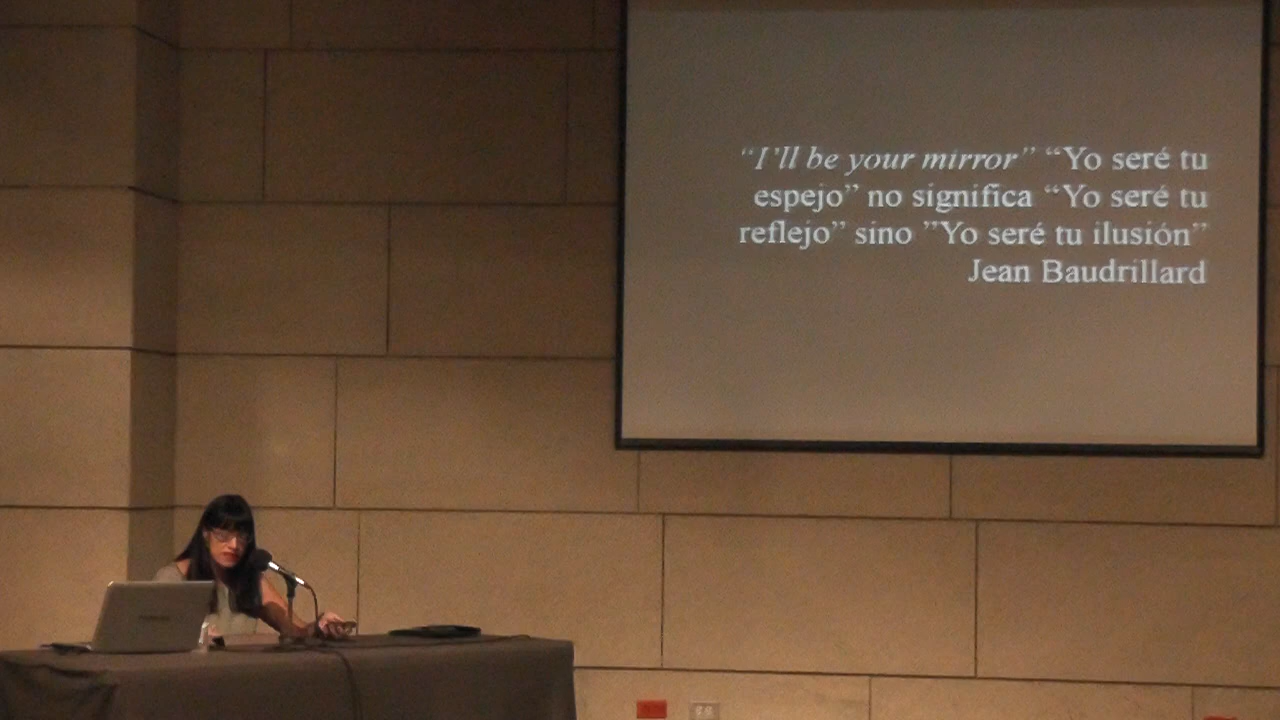 “I’ll be your mirror” “Yo seré tu
espejo” no significa “Yo seré tu
reflejo” sino ”Yo seré tu ilusión”
Jean Baudrillard